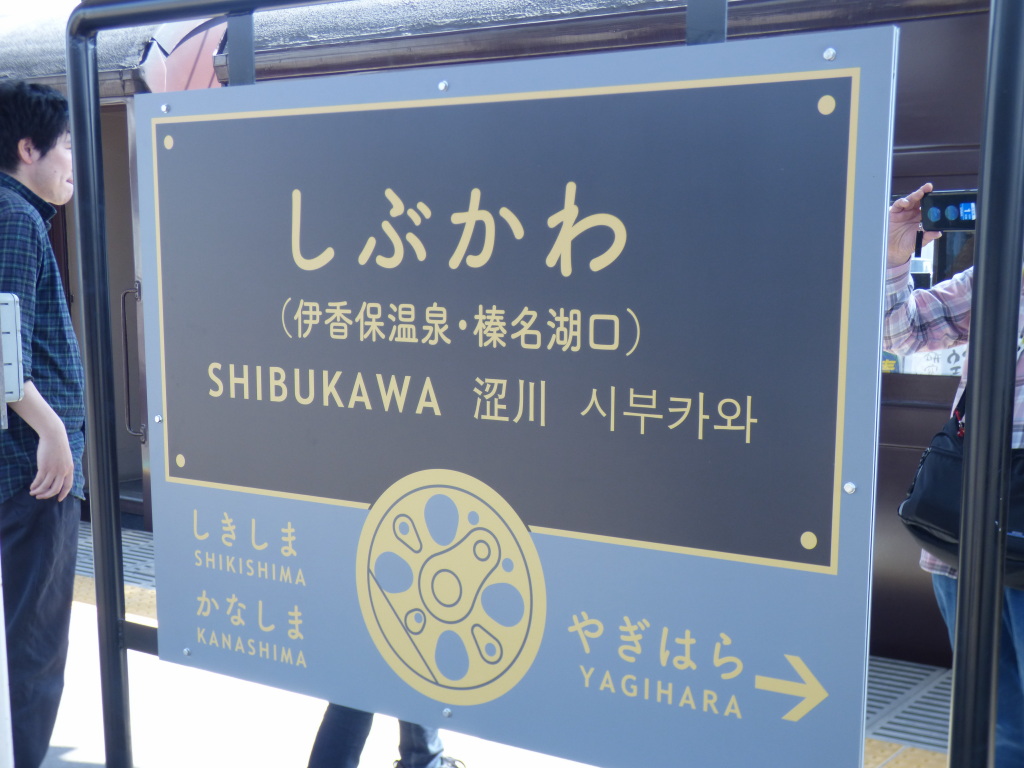 しぶかわ
（伊香保温泉・榛名湖口）
SHIBUKAWA 涩川 시부카와
しきしま
SHIKISHIMA
かなしま
KANASHIMA
やぎはら →
YAGIHARA